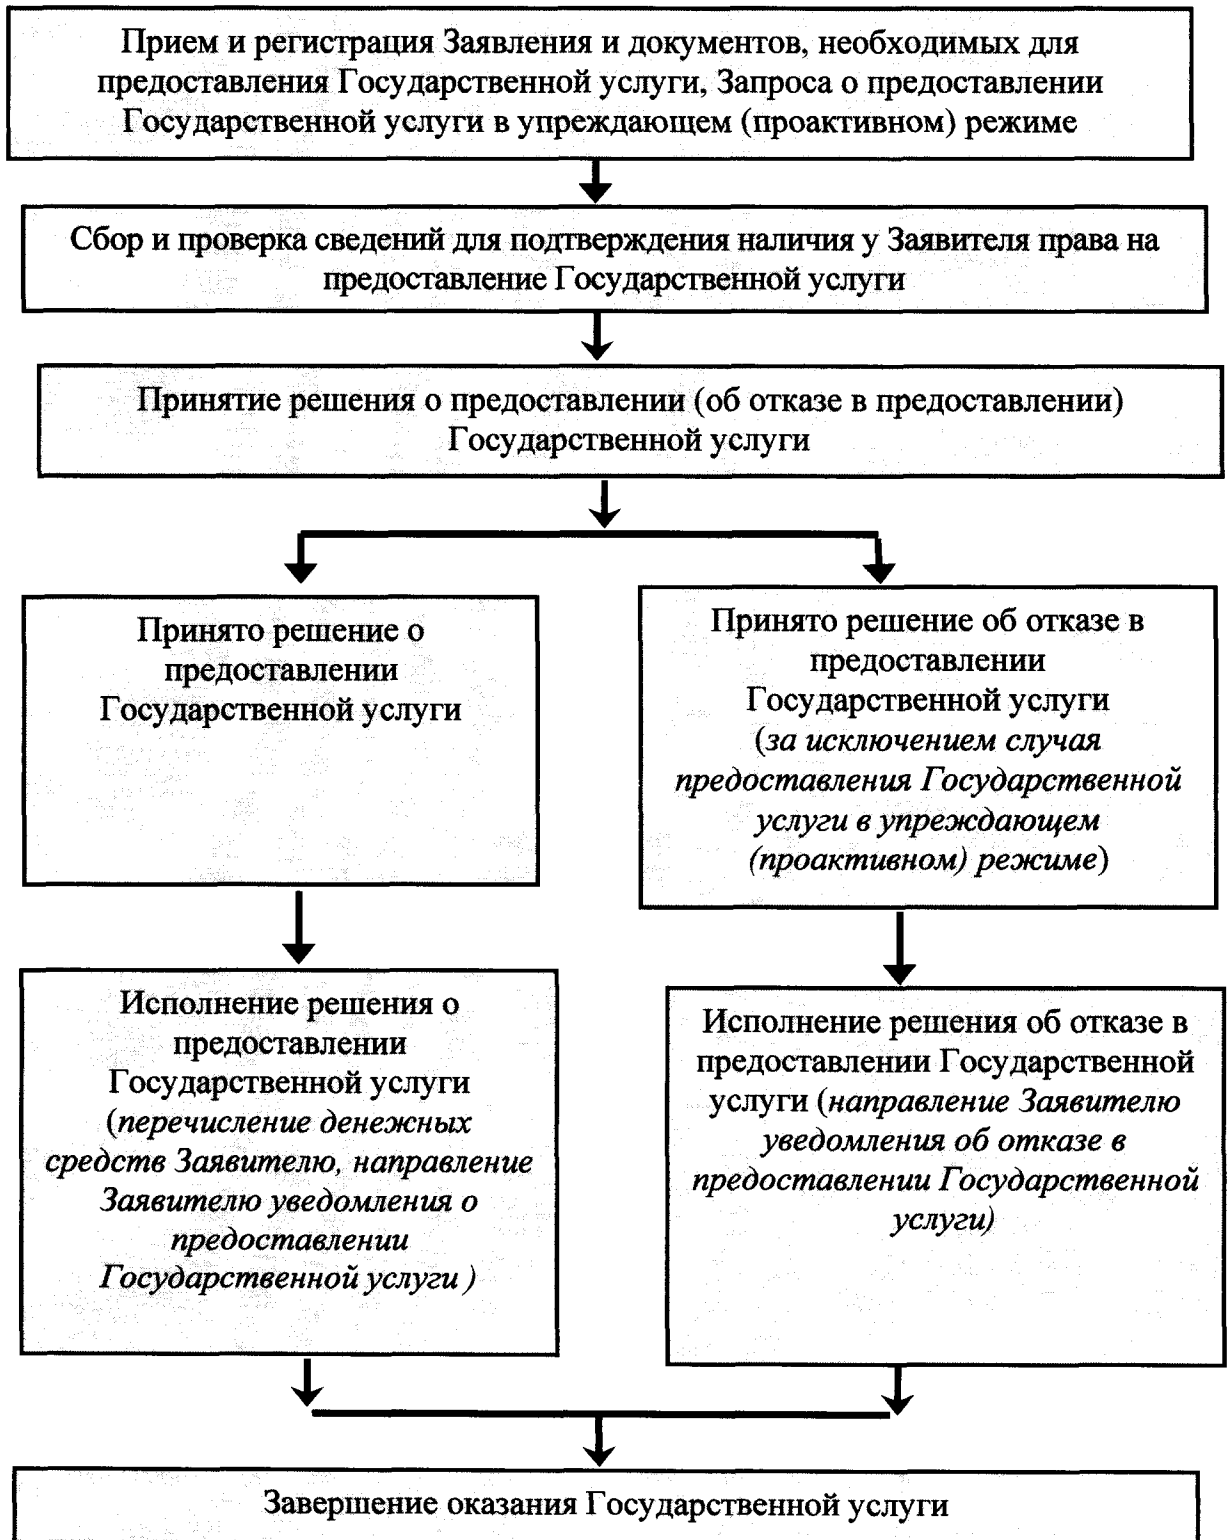 Прием и регистрация Заявления и документов, необходимых для
предоставления Государственной услуги, Запроса о предоставлении
Государственной услуги в упреждающем (проактивном) режиме
Сбор и проверка сведений для подтверждения наличия у Заявителя права на
предоставление Государственной услуги
Принятие решения о предоставлении (об отказе в предоставлении)
Государственной услуги
Принято решение о
предоставлении
Государственной услуги
Принято решение об отказе в
предоставлении
Государственной услуги
(за исключением случая
предоставления Государственной
услуги в упреждающем
(проактивном) режиме)
Исполнение решения о
предоставлении
Государственной услуги
(перечисление денежных
средств Заявителю, направление
Заявителю уведомления о
предоставлении
Государственной услуги )
Исполнение решения об отказе в
предоставлении Государственной
услуги (направление Заявителю
уведомления об отказе в
предоставлении Государственной
услуги)
Завершение оказания Государственной услуги